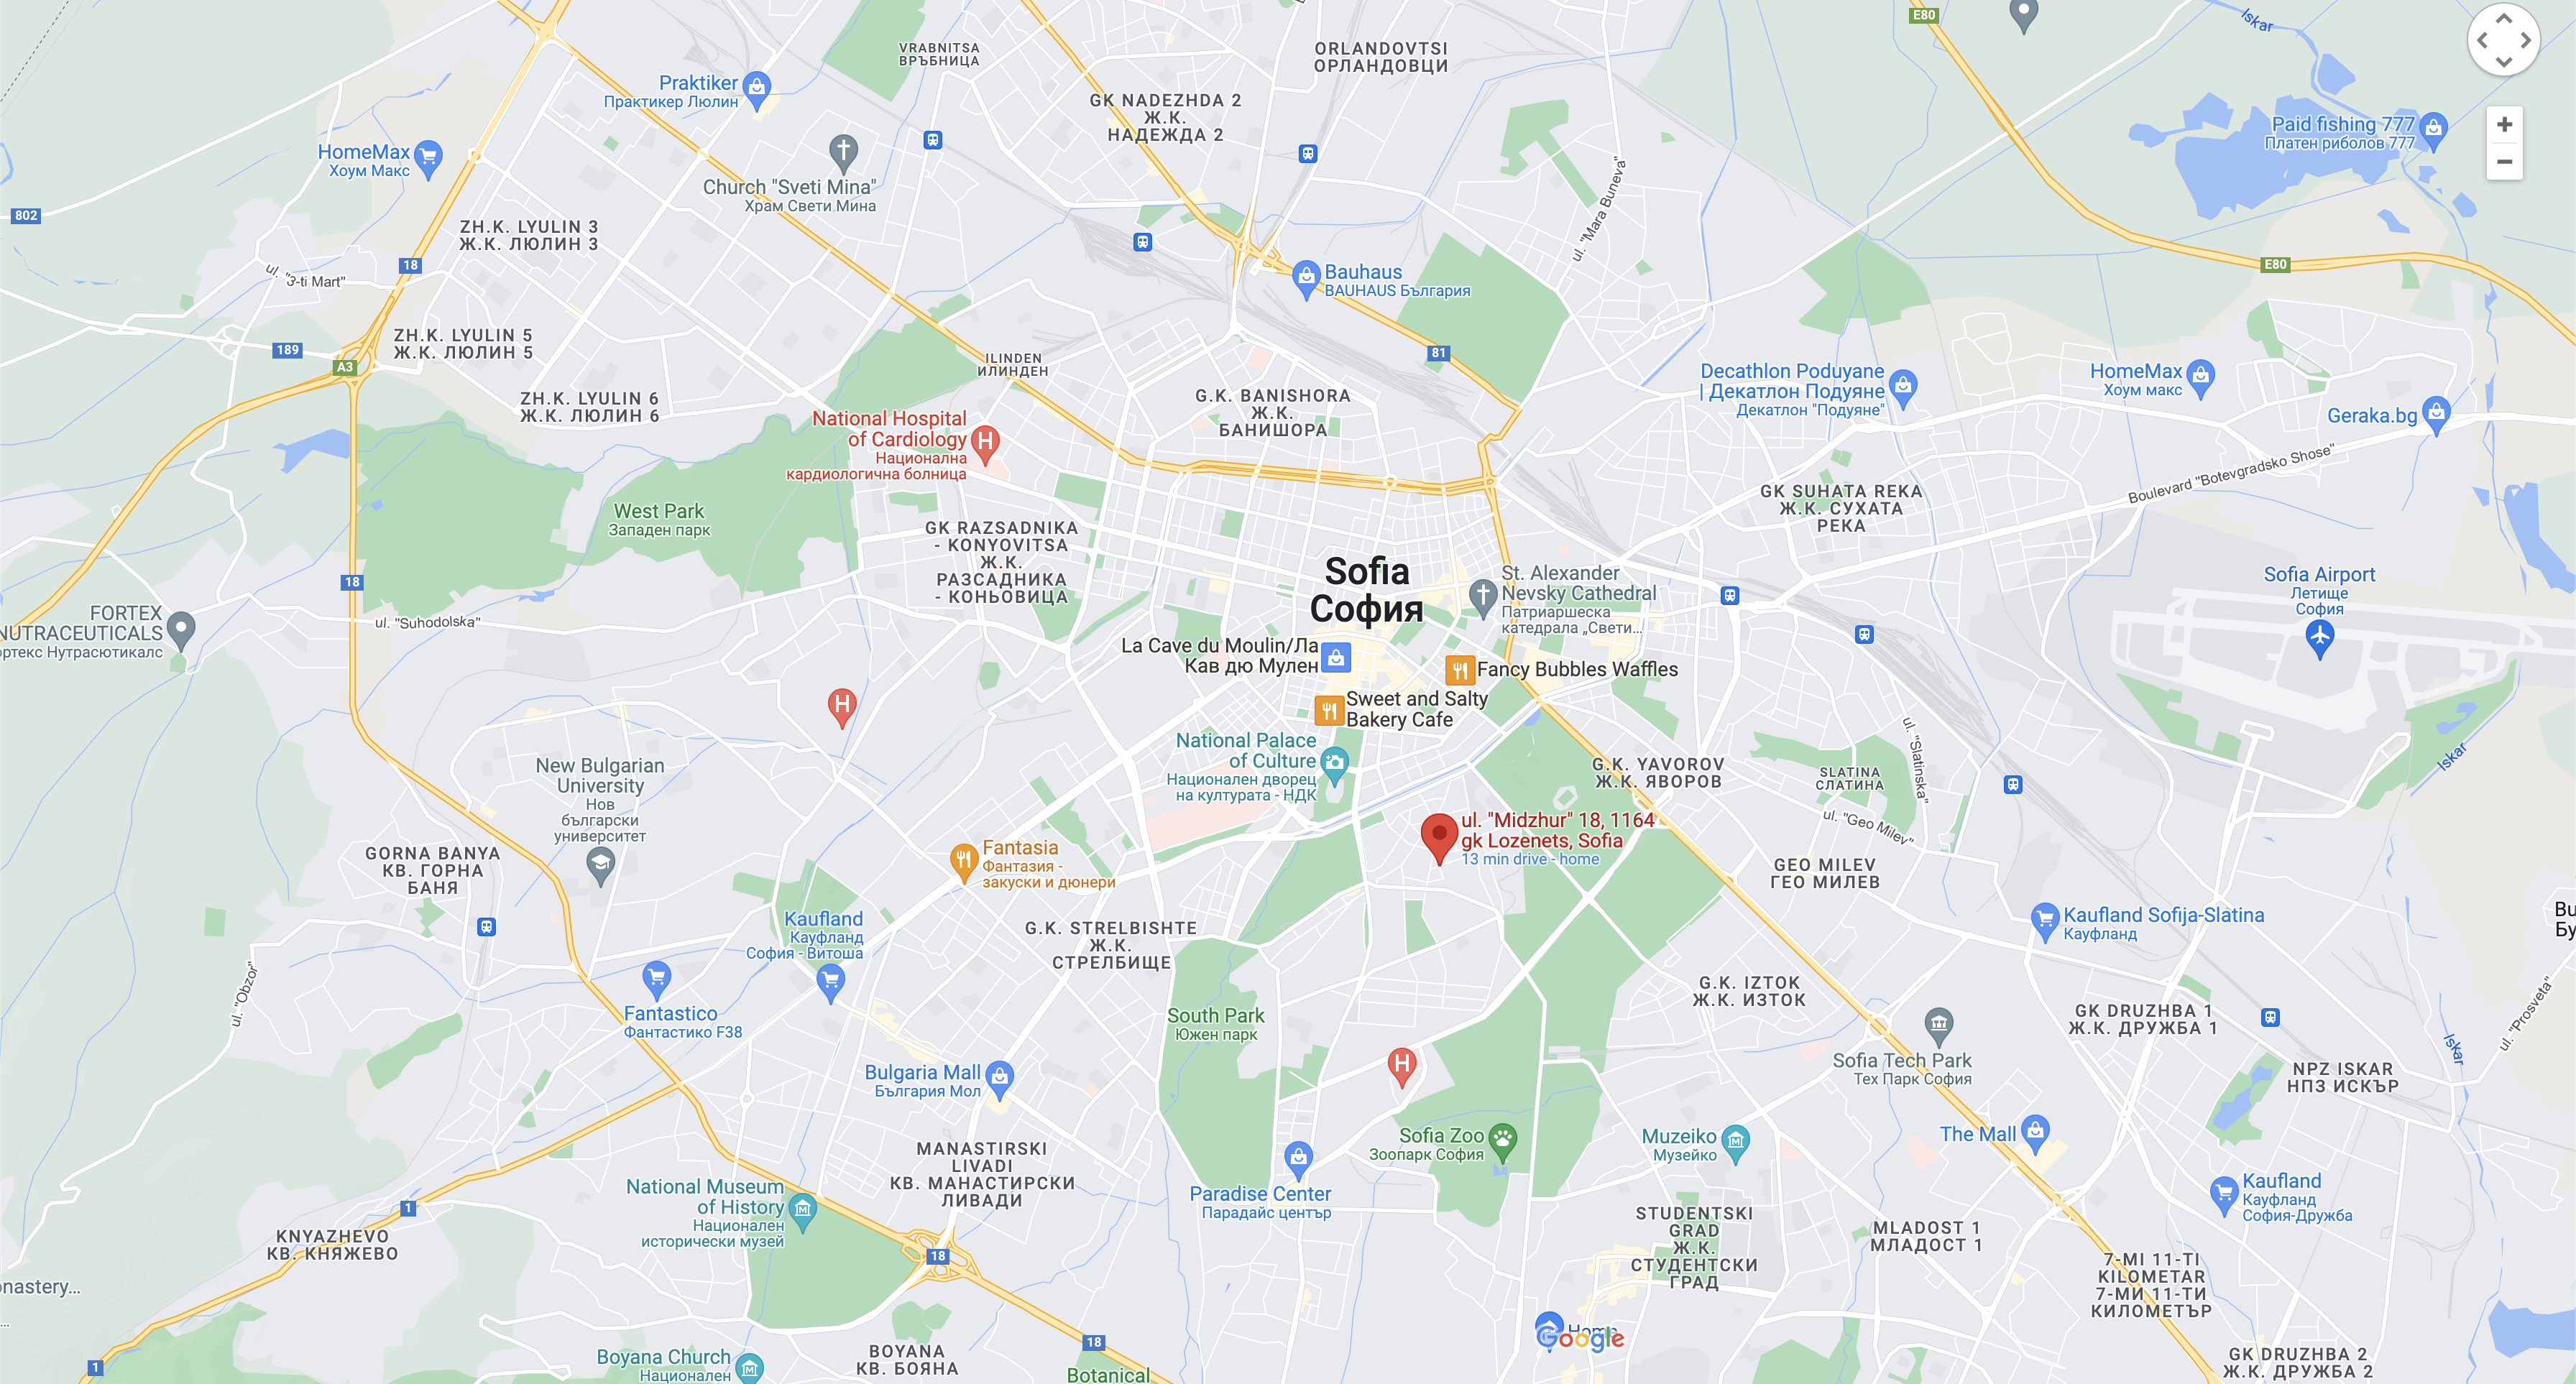 E80
Iskar
VRABNITSA
ВРЪБНИЦА
ORLANDOVTSI
ОРЛАНДОВЦИ
Praktiker
Практикер Люлин
GK NADEZHDA 2
Ж.К.
НАДЕЖДА 2
Paid fishing 777
Платен риболов 777
+
−
HomeMax
Хоум Макс
Church "Sveti Mina"
Храм Свети Мина
ul. "Mara Buneva"
802
ZH.K. LYULIN 3
Ж.К. ЛЮЛИН 3
18
ul. "3-ti Mart"
Bauhaus
BAUHAUS България
E80
ZH.K. LYULIN 5
Ж.К. ЛЮЛИН 5
189
A3
ILINDEN
ИЛИНДЕН
81
Decathlon Poduyane
| Декатлон Подуяне
Декатлон "Подуяне"
HomeMax
Хоум макс
ZH.K. LYULIN 6
Ж.К. ЛЮЛИН 6
G.K. BANISHORA
Ж.К.
БАНИШОРА
Geraka.bg
National Hospital
of Cardiology
Национална
кардиологична болница
Boulevard "Botevgradsko Shose"
West Park
Западен парк
GK SUHATA REKA
Ж.К. СУХАТА
РЕКА
GK RAZSADNIKA
- KONYOVITSA
Ж.К.
РАЗСАДНИКА
- КОНЬОВИЦА
Sofia
София
St. Alexander
Nevsky Cathedral
Патриаршеска
катедрала „Свети...
Sofia Airport
Летище
София
18
FORTEX
NUTRACEUTICALS
ортекс Нутрасютикалс
ul. "Suhodolska"
La Cave du Moulin/Ла
Кав дю Мулен
Fancy Bubbles Waffles
Sweet and Salty
Bakery Cafe
ul. "Slatinska"
Iskar
National Palace
of Culture
Национален дворец
на културата - НДК
New Bulgarian
University
Нов
български
университет
G.K. YAVOROV
Ж.К. ЯВОРОВ
SLATINA
СЛАТИНА
ul. "Midzhur" 18, 1164
gk Lozenets, Sofia
13 min drive - home
ul. "Geo Milev"
GORNA BANYA
КВ. ГОРНА
БАНЯ
Fantasia
Фантазия -
закуски и дюнери
GEO MILEV
ГЕО МИЛЕВ
Kaufland
Кауфланд
София - Витоша
G.K. STRELBISHTE
Ж.К.
СТРЕЛБИЩЕ
Kaufland Sofija-Slatina
Кауфланд
Bu
Бу
ul. "Obzor"
Fantastico
Фантастико F38
South Park
Южен парк
G.K. IZTOK
Ж.К. ИЗТОК
GK DRUZHBA 1
Ж.К. ДРУЖБА 1
ul. "Prosveta"
Iskar
Bulgaria Mall
България Мол
Sofia Tech Park
Тех Парк София
NPZ ISKAR
НПЗ ИСКЪР
Sofia Zoo
Зоопарк София
Muzeiko
Музейко
The Mall
MANASTIRSKI
LIVADI
КВ. МАНАСТИРСКИ
ЛИВАДИ
National Museum
of History
Национален
исторически музей
Paradise Center
Парадайс център
Kaufland
Кауфланд
София-Дружба
1
KNYAZHEVO
КВ. КНЯЖЕВО
STUDENTSKI
GRAD
Ж.К.
СТУДЕНТСКИ
ГРАД
MLADOST 1
МЛАДОСТ 1
18
onastery...
7-MI 11-TI
KILOMETAR
7-МИ 11-ТИ
КИЛОМЕТЪР
Home
Google
18
1
Boyana Church
Национален
BOYANA
КВ. БОЯНА
Botanical
GK DRUZHBA 2
Ж.К. ДРУЖБА 2